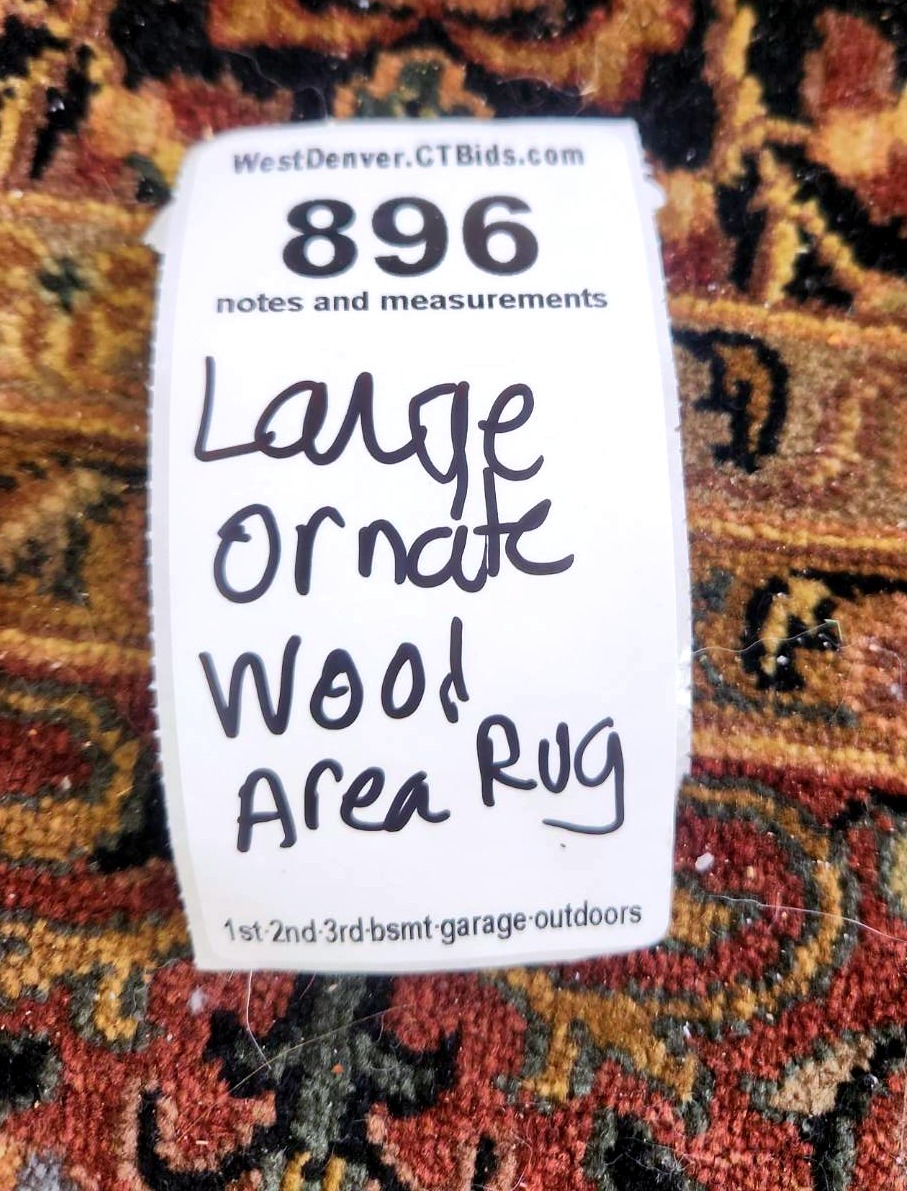 WestDenver.CTBids.com
896
notes and measurements
Large
Ornate
Wool
Area Rug
1st·2nd·3rd·bsmt·garage·outdoors